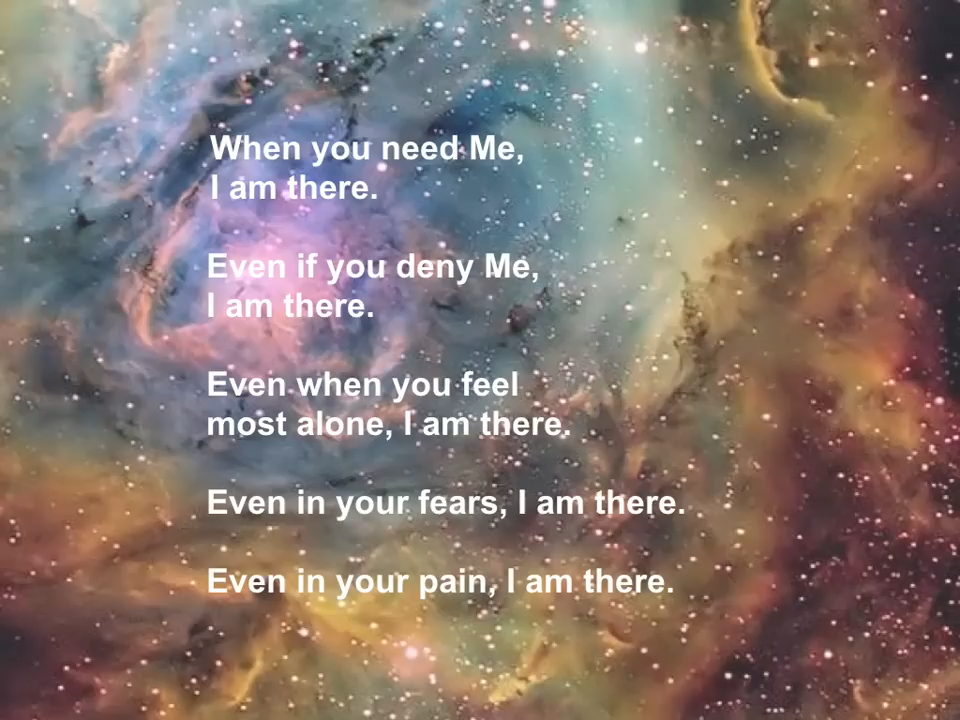 When you need Me,
I am there.
Even if you deny Me,
I am there.
Even when you feel
most alone, I am there.
Even in your fears, I am there.
Even in your pain, I am there.